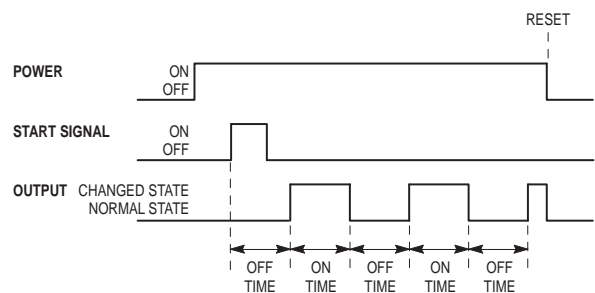 RESET
POWER ON
OFF
START SIGNAL ON
OFF
OUTPUT CHANGED STATE
NORMAL STATE
OFF ON OFF ON OFF
TIME TIME TIME TIME TIME